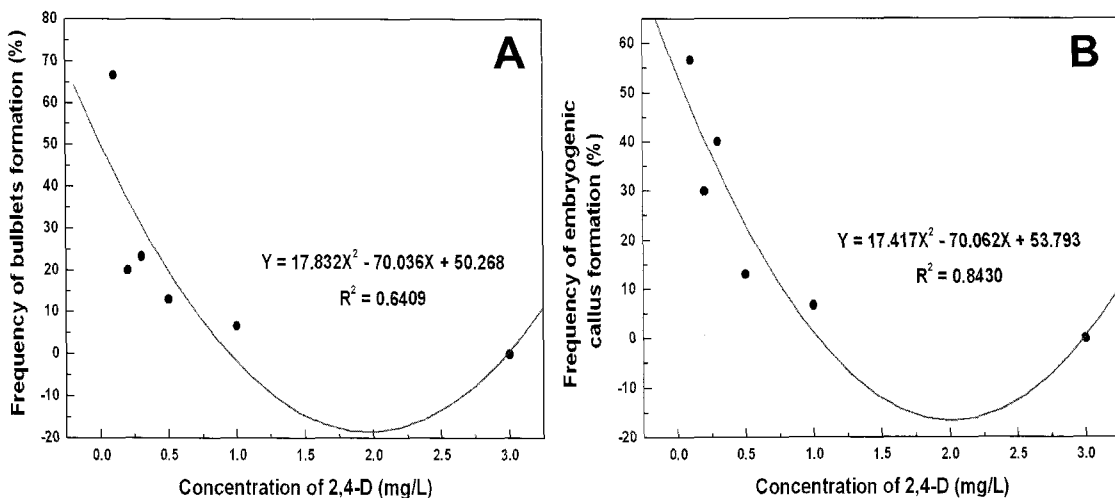 A
Frequency of bulblets formation (%)
80
70
60
50
40
30
20
10
0
-10
-20
Y = 17.832X² - 70.036X + 50.268
R² = 0.6409
0.0 0.5 1.0 1.5 2.0 2.5 3.0
Concentration of 2,4-D (mg/L)
B
Frequency of embryogenic
callus formation (%)
60
50
40
30
20
10
0
-10
-20
Y = 17.417X² - 70.062X + 53.793
R² = 0.8430
0.0 0.5 1.0 1.5 2.0 2.5 3.0
Concentration of 2,4-D (mg/L)